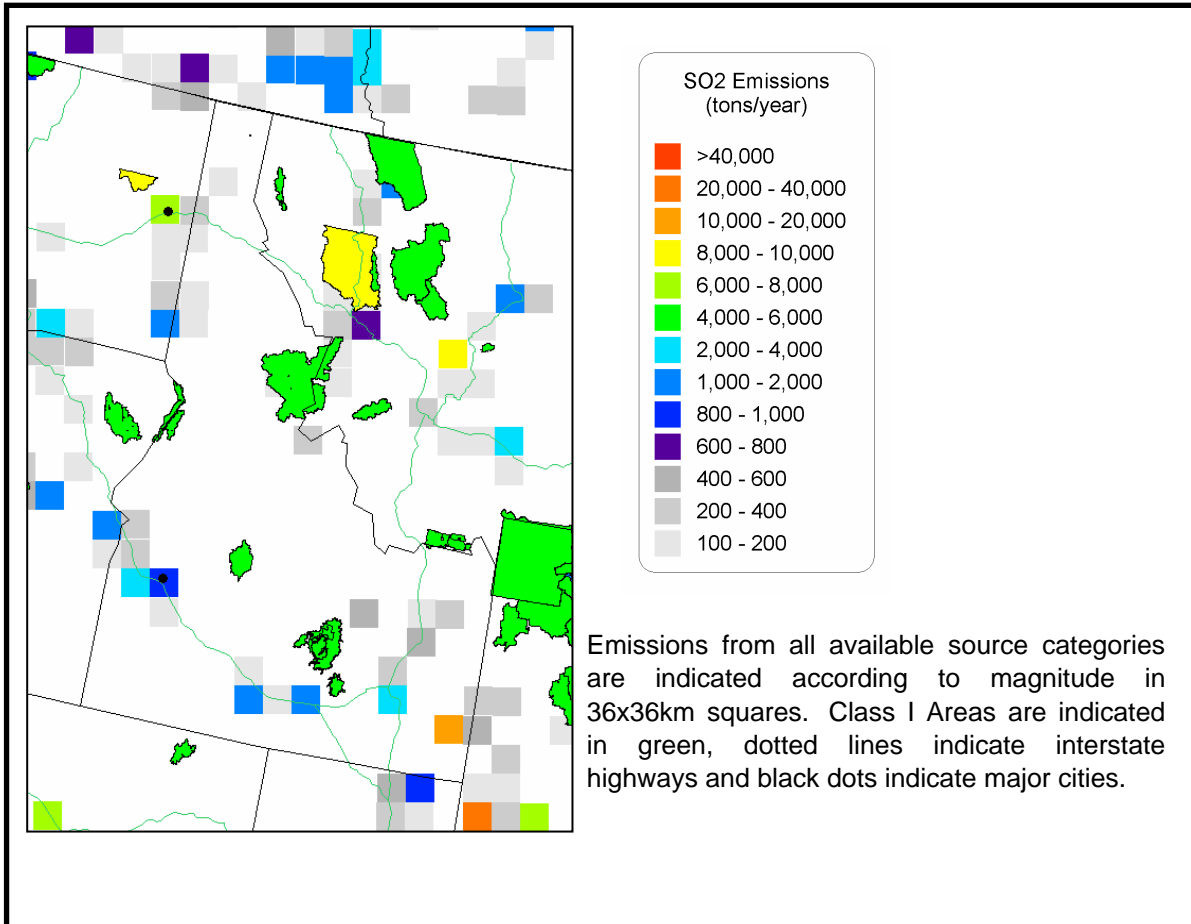 SO2 Emissions
(tons/year)
>40,000
20,000 - 40,000
10,000 - 20,000
8,000 - 10,000
6,000 - 8,000
4,000 - 6,000
2,000 - 4,000
1,000 - 2,000
800 - 1,000
600 - 800
400 - 600
200 - 400
100 - 200
Emissions from all available source categories
are indicated according to magnitude in
36x36km squares. Class I Areas are indicated
in green, dotted lines indicate interstate
highways and black dots indicate major cities.